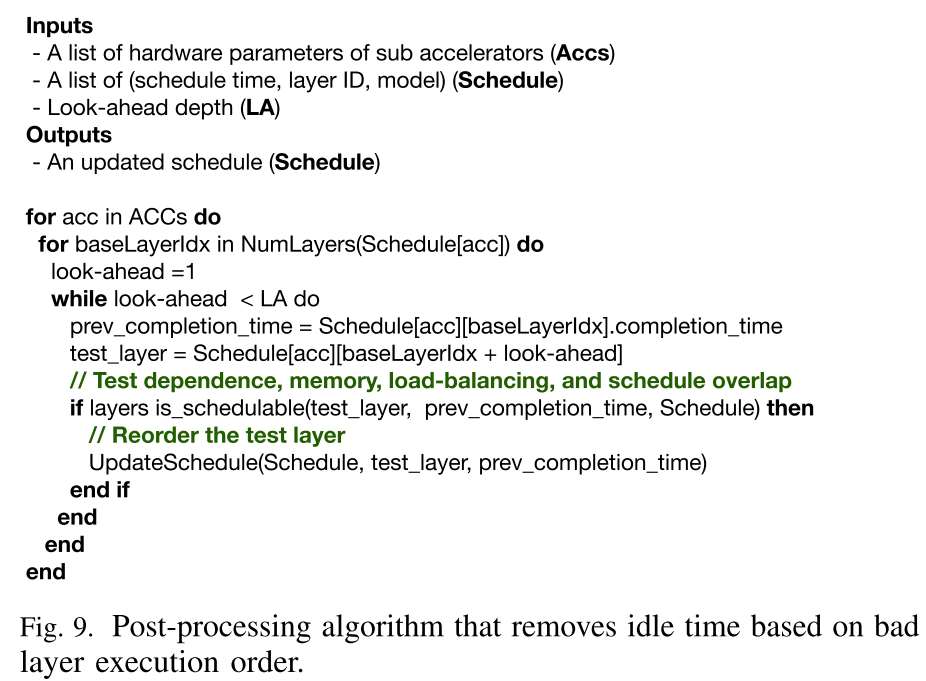 Inputs
- A list of hardware parameters of sub accelerators (Accs)
- A list of (schedule time, layer ID, model) (Schedule)
- Look-ahead depth (LA)
Outputs
- An updated schedule (Schedule)
for acc in ACCs do
for baseLayerIdx in NumLayers(Schedule[acc]) do
look-ahead =1
while look-ahead < LA do
prev_completion_time = Schedule[acc][baseLayerIdx].completion_time
test_layer = Schedule[acc][baseLayerIdx + look-ahead]
// Test dependence, memory, load-balancing, and schedule overlap
if layers is_schedulable(test_layer, prev_completion_time, Schedule) then
// Reorder the test layer
UpdateSchedule(Schedule, test_layer, prev_completion_time)
end if
end
end
end
Fig. 9. Post-processing algorithm that removes idle time based on bad
layer execution order.